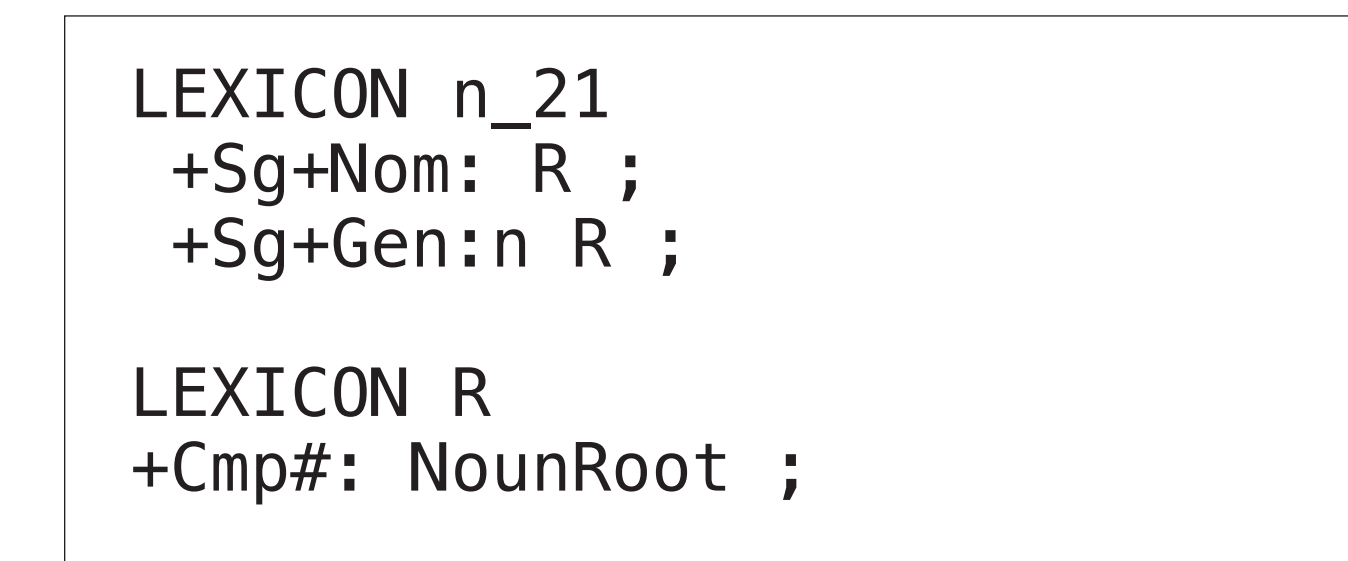 LEXICON n_21
+Sg+Nom: R ;
+Sg+Gen:n R ;
LEXICON R
+Cmp#: NounRoot ;